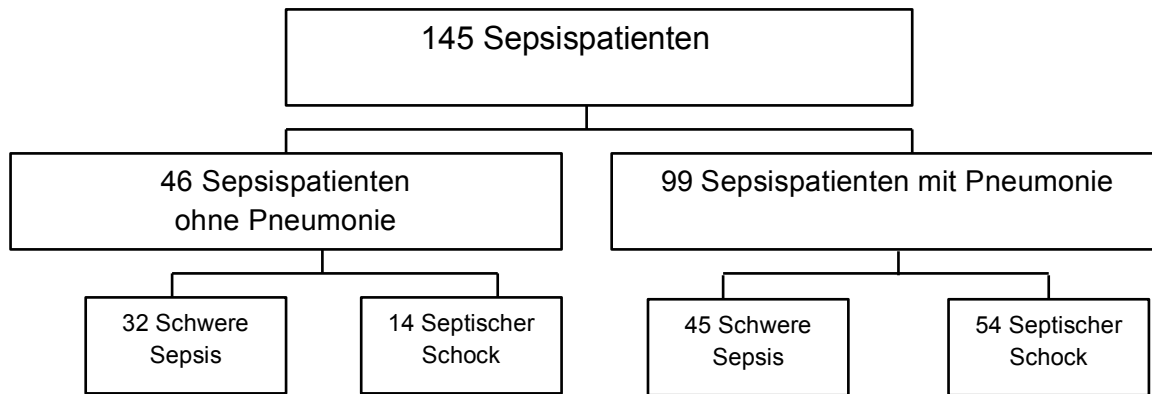 145 Sepsispatienten
46 Sepsispatienten
ohne Pneumonie
99 Sepsispatienten mit Pneumonie
32 Schwere
Sepsis
14 Septischer
Schock
45 Schwere
Sepsis
54 Septischer
Schock